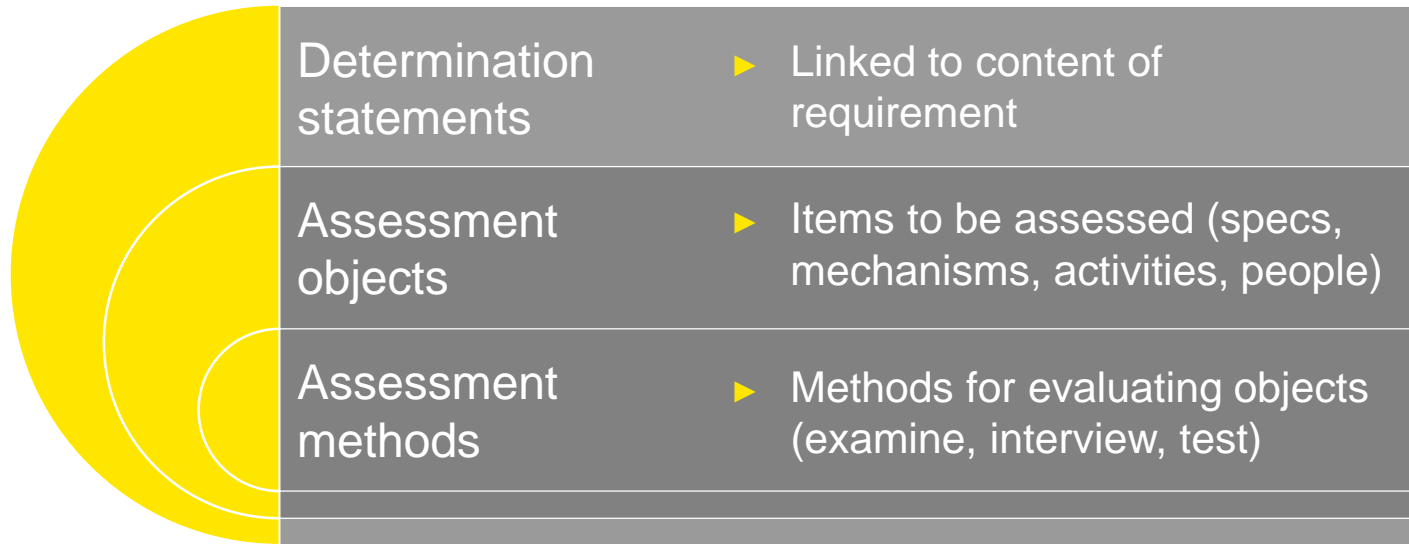 Determination
statements
► Linked to content of
requirement
Assessment
objects
► Items to be assessed (specs,
mechanisms, activities, people)
Assessment
methods
► Methods for evaluating objects
(examine, interview, test)